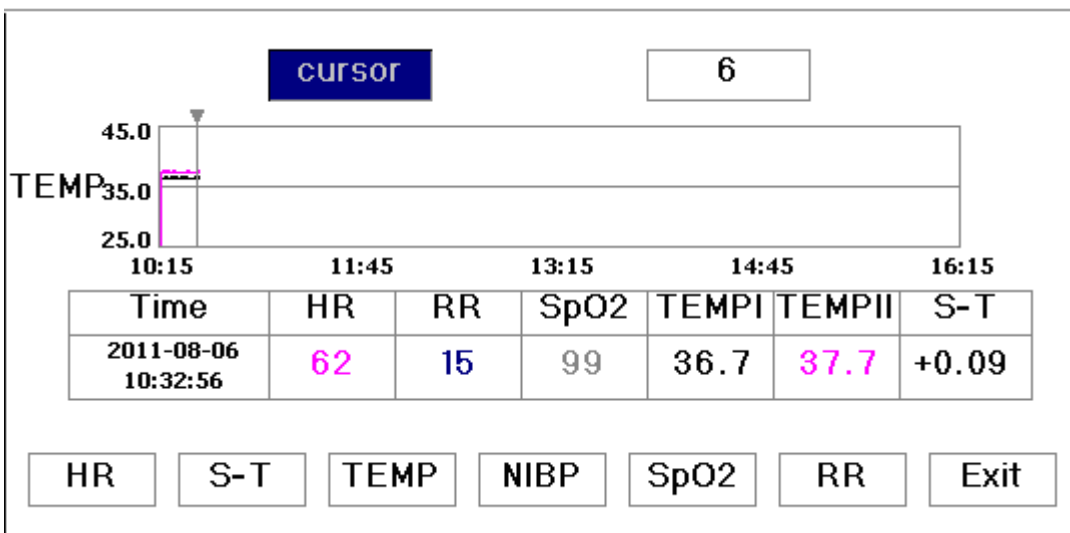 cursor 6
45.0
TEMP 35.0
25.0
10:15 11:45 13:15 14:45 16:15
Time HR RR SpO2 TEMPI TEMPII S-T
2011-08-06
10:32:56 62 15 99 36.7 37.7 +0.09
HR S-T TEMP NIBP SpO2 RR Exit